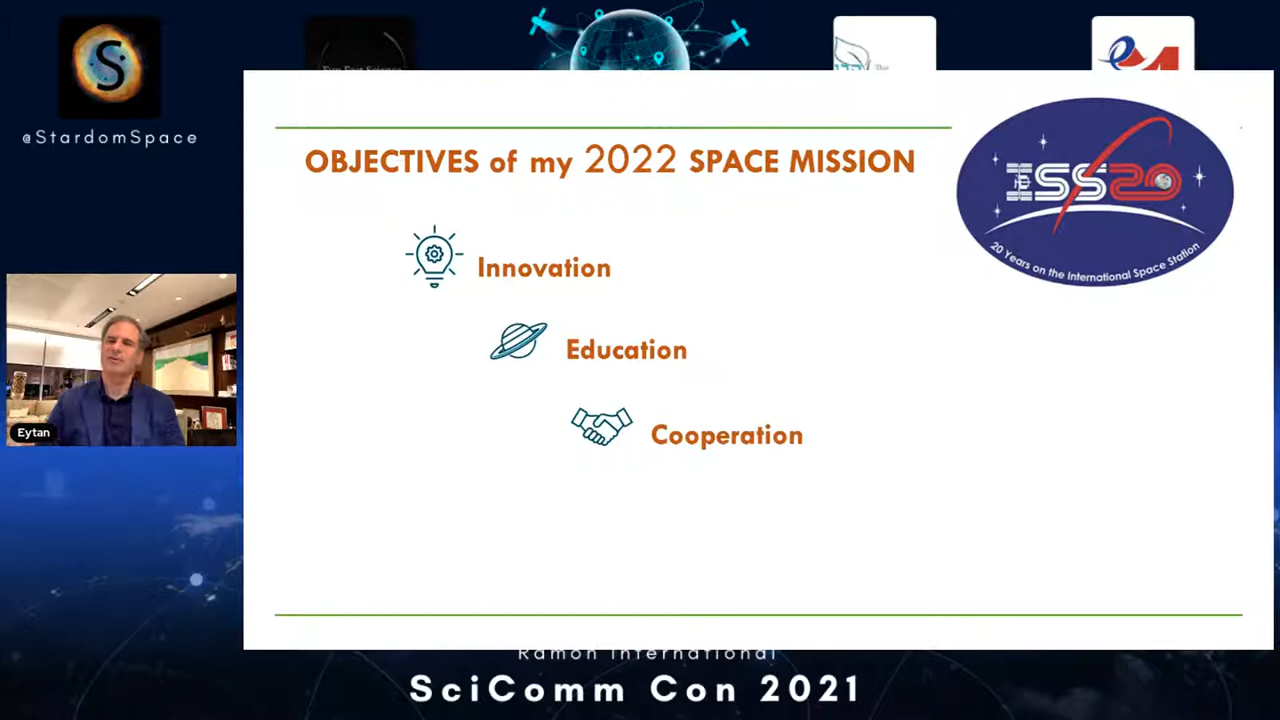 S
@StardomSpace
Eytan
OBJECTIVES of my 2022 SPACE MISSION
Innovation
Education
Cooperation
ISS20
20 Years on the International Space Station
Ramon International
SciComm Con 2021